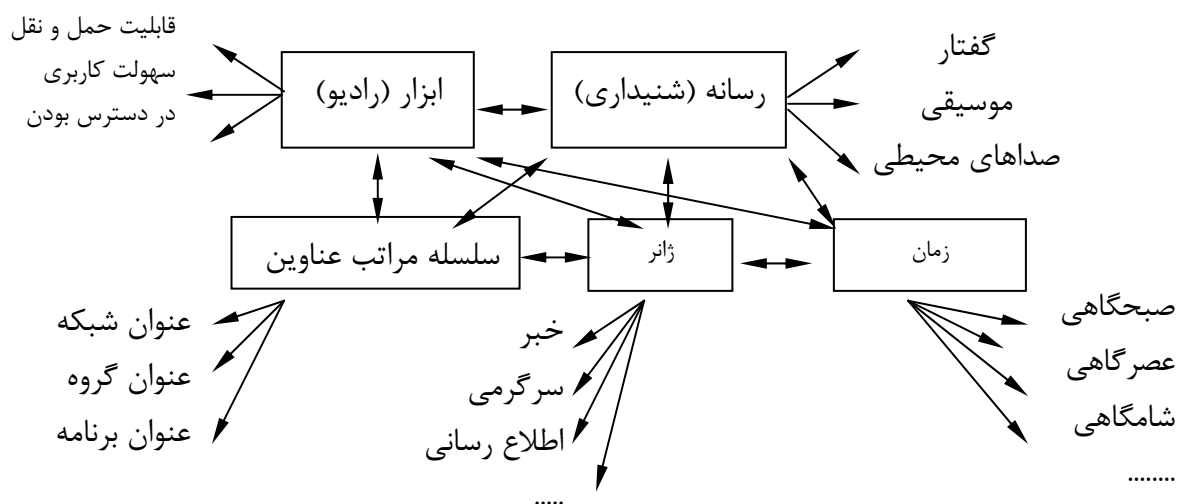 گفتار
موسیقی
صداهای محیطی
رسانه (شنیداری)
ابزار (رادیو)
قابلیت حمل و نقل
سهولت کاربری
در دسترس بودن
زمان
ژانر
سلسله مراتب عناوین
صبحگاهی
عصرگاهی
شامگاهی
........
خبر
سرگرمی
اطلاع رسانی
.....
عنوان شبکه
عنوان گروه
عنوان برنامه